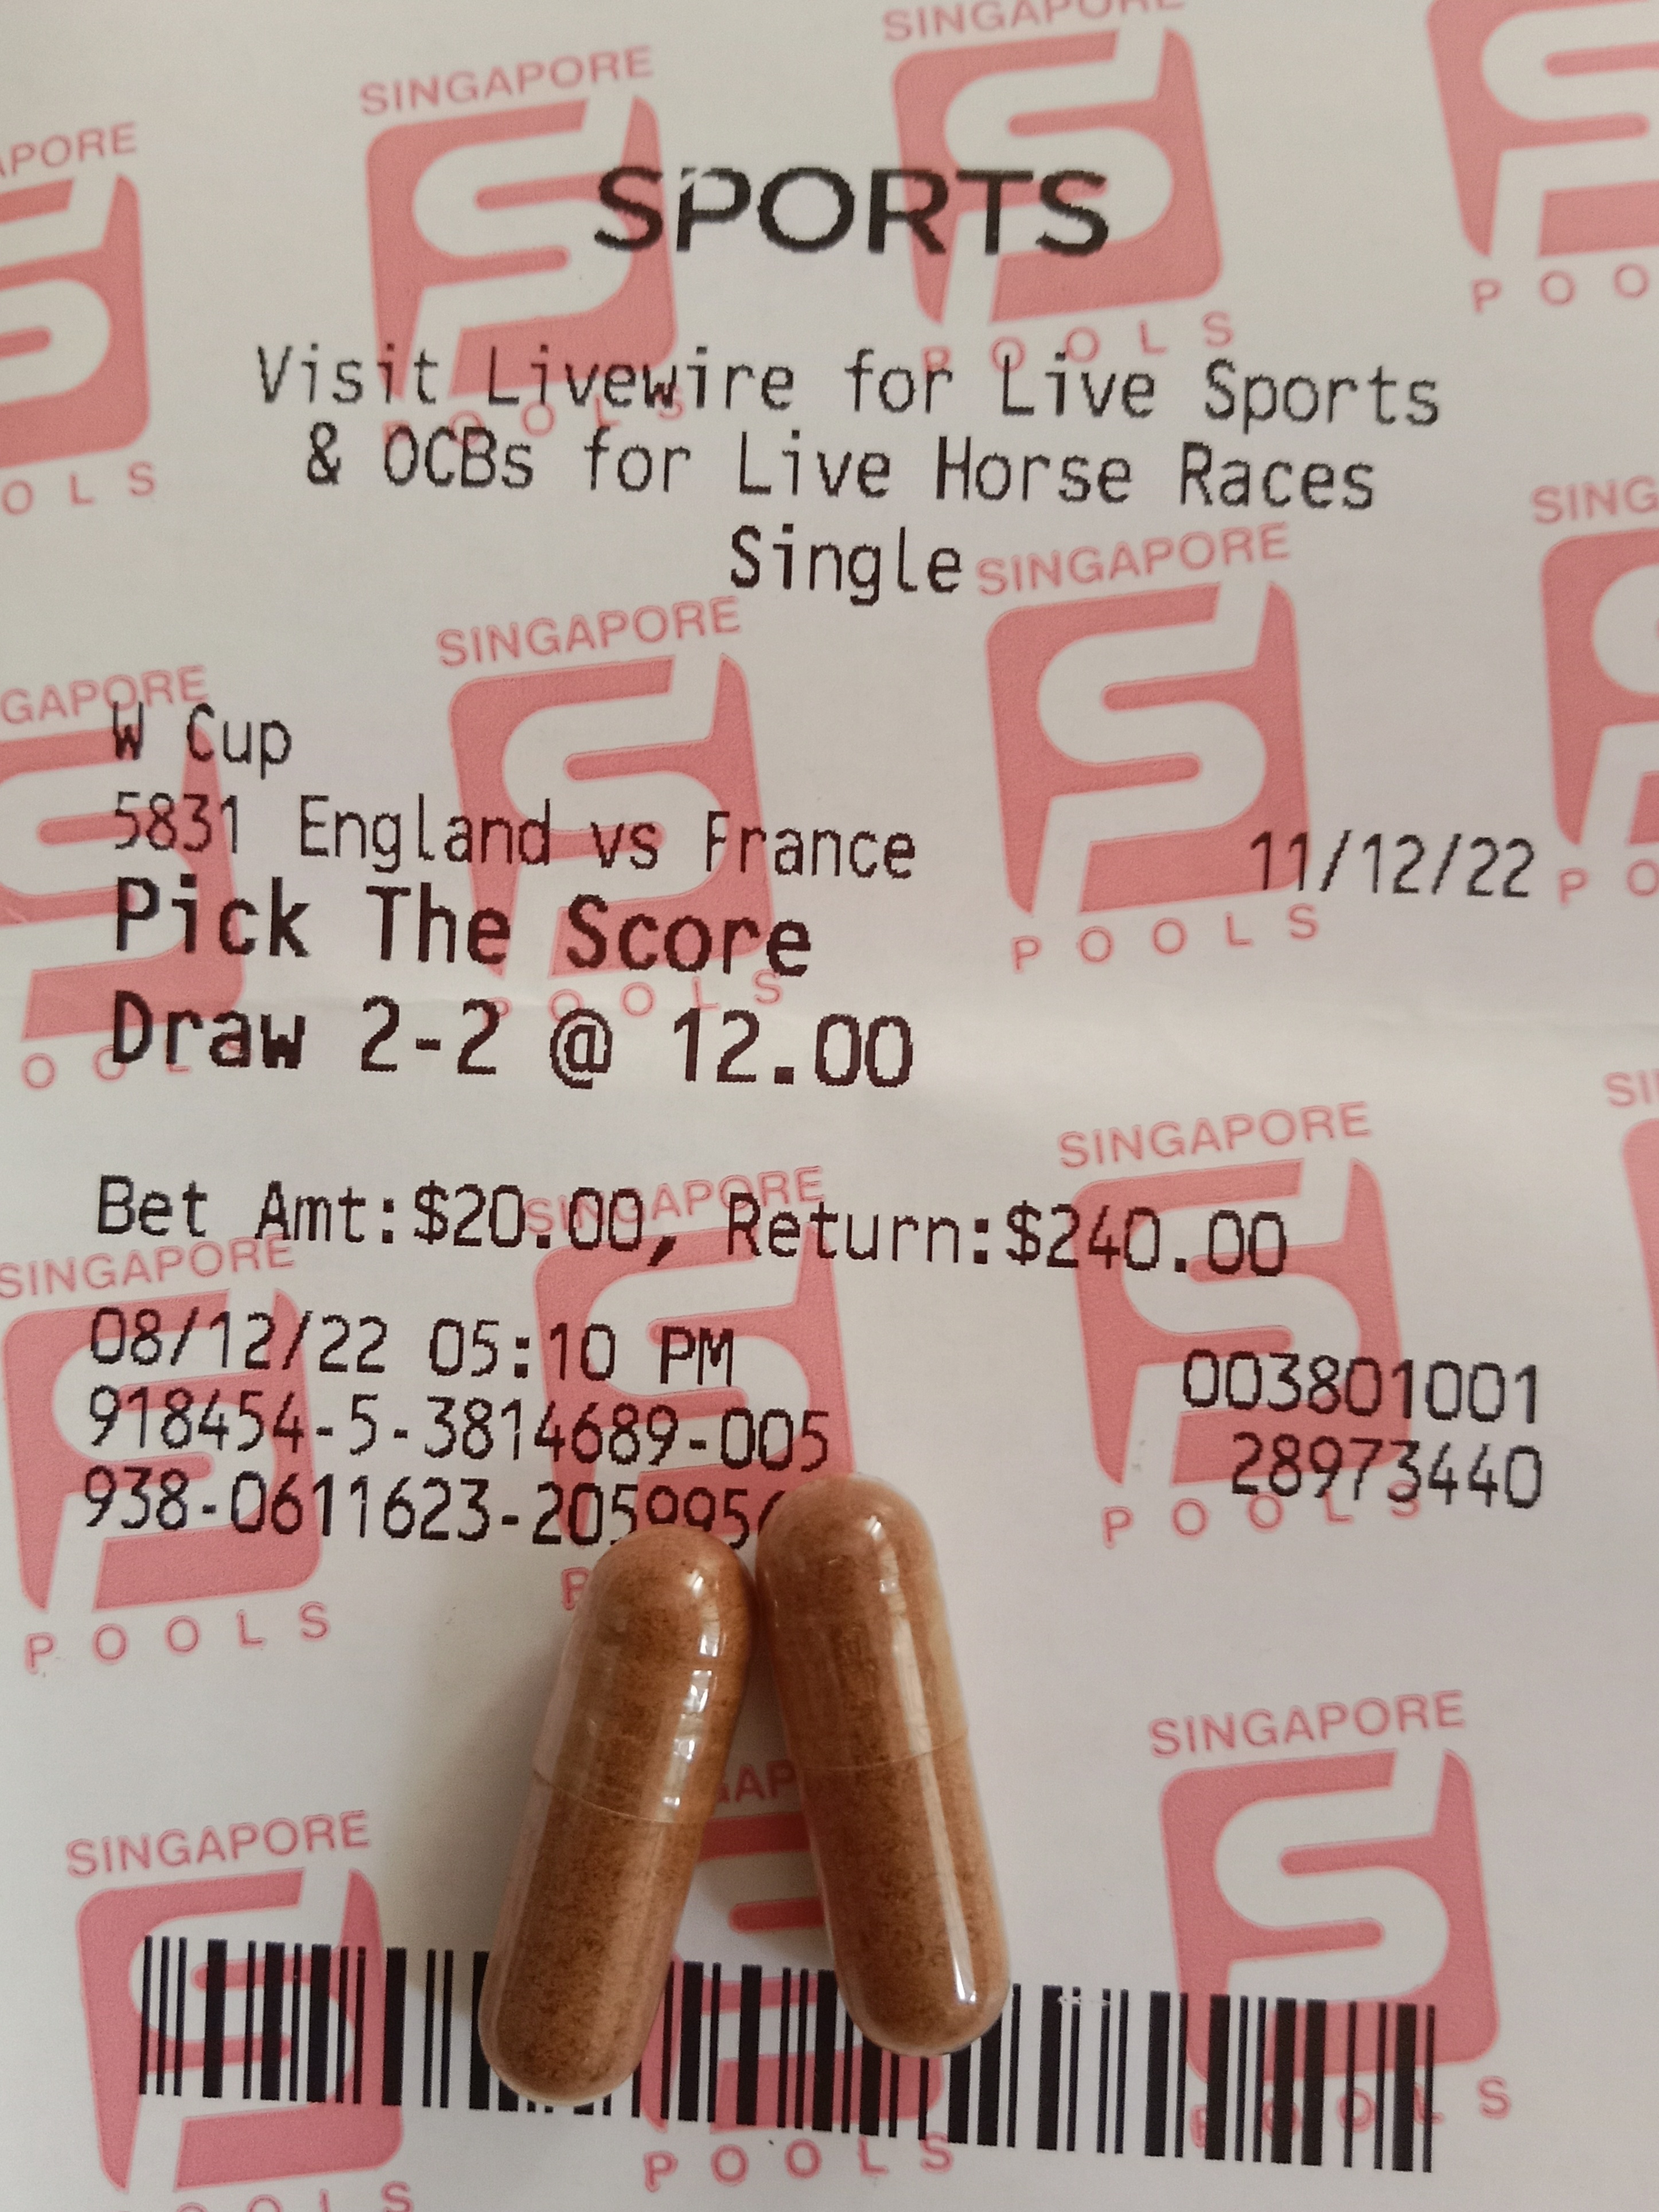 SPORTS
Visit Livewire for Live Sports
& OCBs for Live Horse Races
Single
W Cup
5831 England vs France 11/12/22
Pick The Score
Draw 2-2 @ 12.00
Bet Amt:$20.00, Return:$240.00
08/12/22 05:10 PM 003801001
918454-5-3814689-005 28973440
SINGAPORE
POOLS